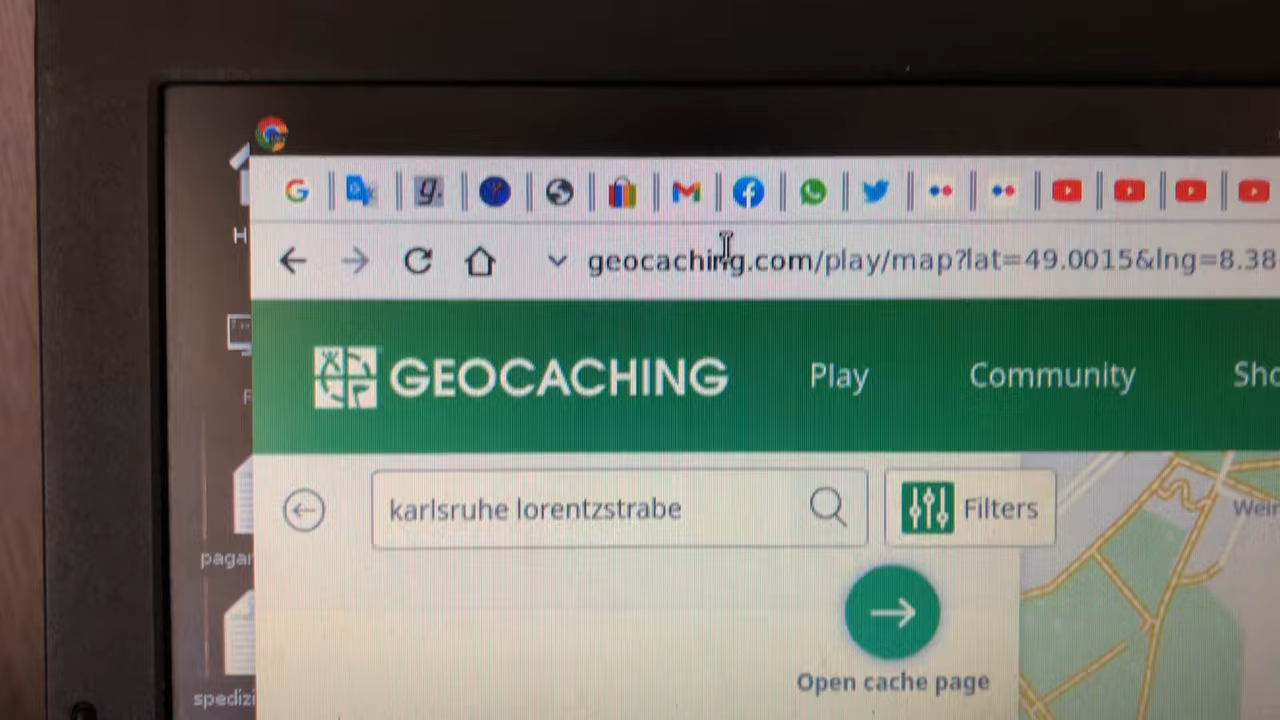 geocaching.com/play/map?lat=49.0015&lng=8.38
GEOCACHING
Play
Community
karlsruhe lorentzstrabe
Filters
Open cache page